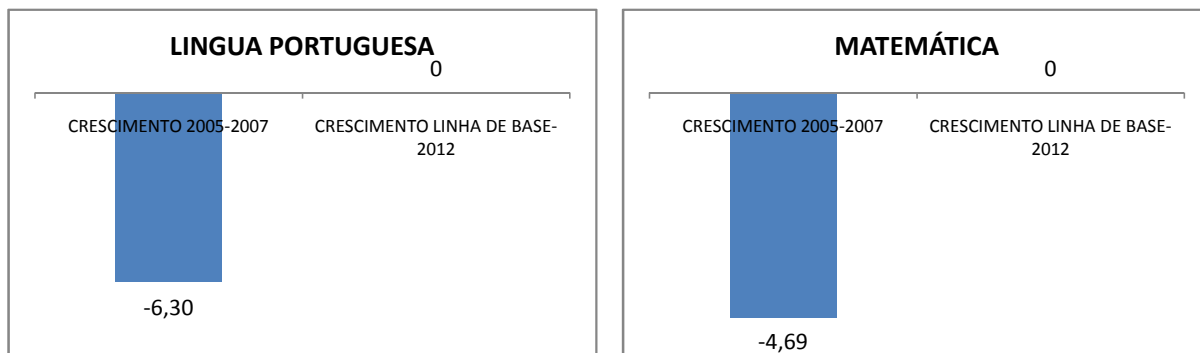 LINGUA PORTUGUESA
0
CRESCIMENTO 2005-2007
CRESCIMENTO LINHA DE BASE-
2012
-6,30
MATEMÁTICA
0
CRESCIMENTO 2005-2007
CRESCIMENTO LINHA DE BASE-
2012
-4,69